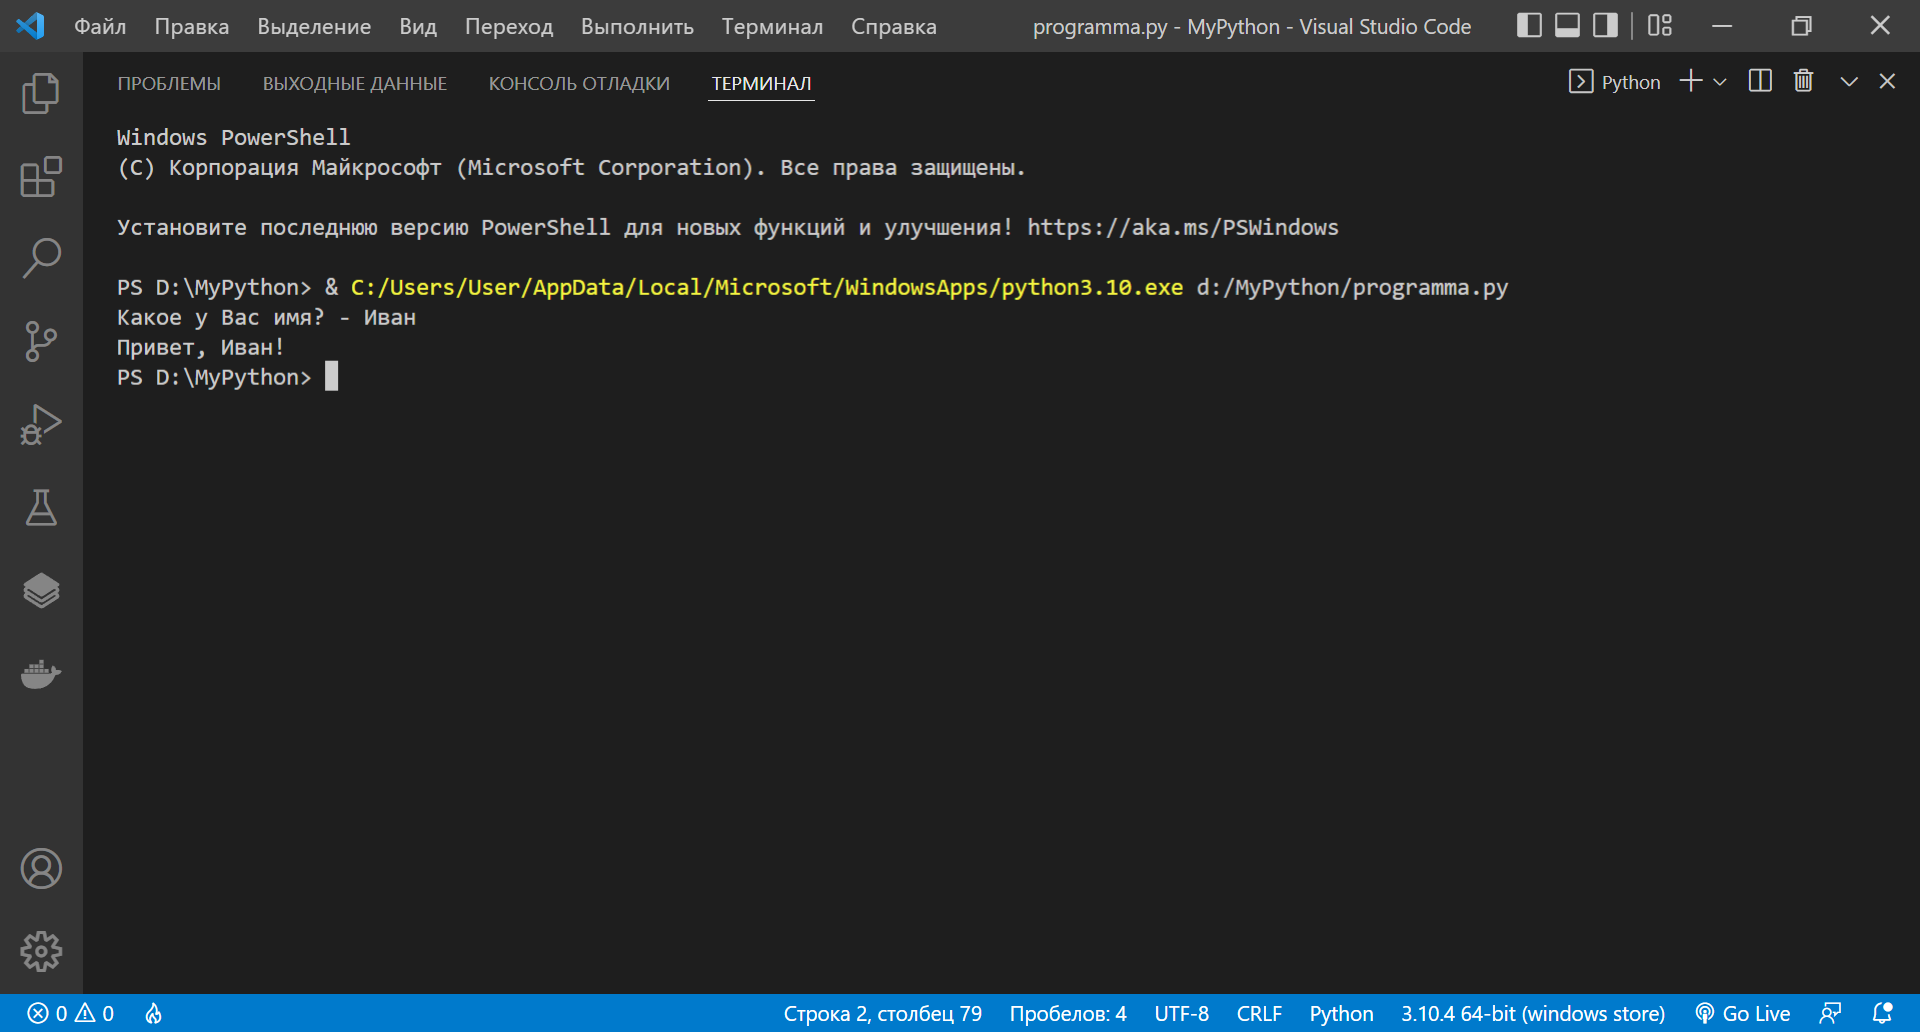 Файл Правка Выделение Вид Переход Выполнить Терминал Справка programma.py - MyPython - Visual Studio Code
ПРОБЛЕМЫ ВЫХОДНЫЕ ДАННЫЕ КОНСОЛЬ ОТЛАДКИ ТЕРМИНАЛ Python
Windows PowerShell
(C) Корпорация Майкрософт (Microsoft Corporation). Все права защищены.
Установите последнюю версию PowerShell для новых функций и улучшения! https://aka.ms/PSWindows
PS D:\MyPython> & C:/Users/User/AppData/Local/Microsoft/WindowsApps/python3.10.exe d:/MyPython/programma.py
Какое у Вас имя? - Иван
Привет, Иван!
PS D:\MyPython>
0 0 Строка 2, столбец 79 Пробелов: 4 UTF-8 CRLF Python 3.10.4 64-bit (windows store) Go Live